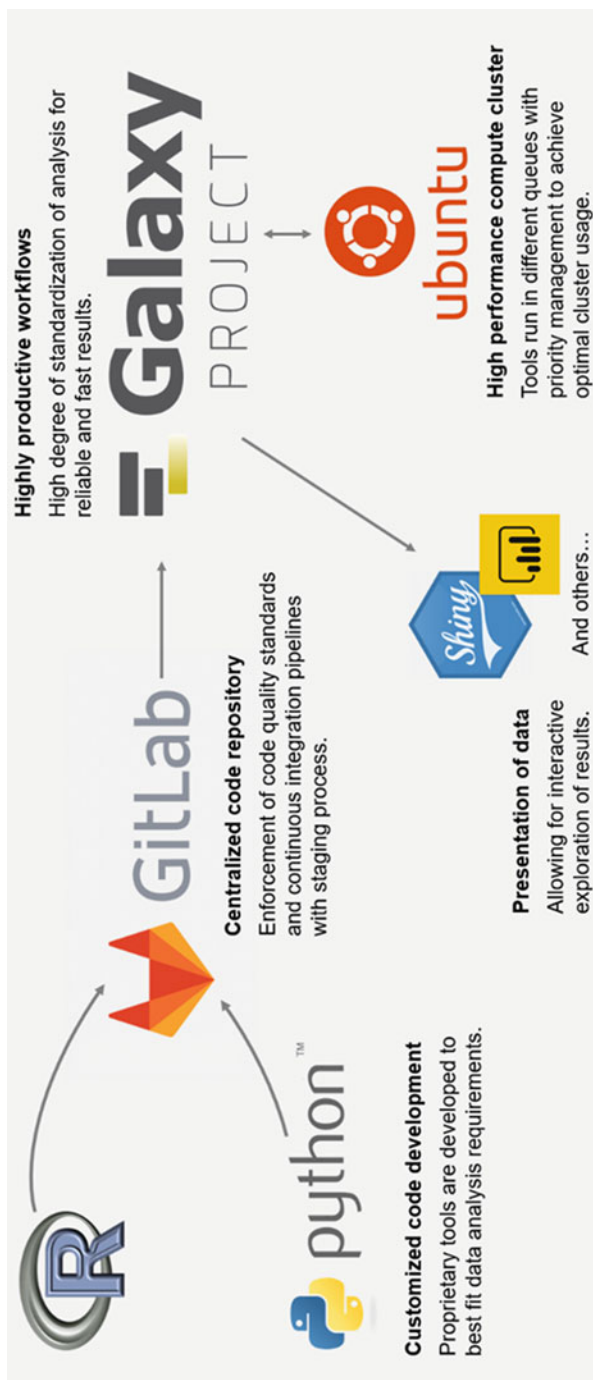 R
python™
Customized code development
Proprietary tools are developed to
best fit data analysis requirements.
GitLab
Centralized code repository
Enforcement of code quality standards
and continuous integration pipelines
with staging process.
Highly productive workflows
High degree of standardization of analysis for
reliable and fast results.
Galaxy
PROJECT
ubuntu
High performance compute cluster
Tools run in different queues with
priority management to achieve
optimal cluster usage.
Shiny
And others...
Presentation of data
Allowing for interactive
exploration of results.